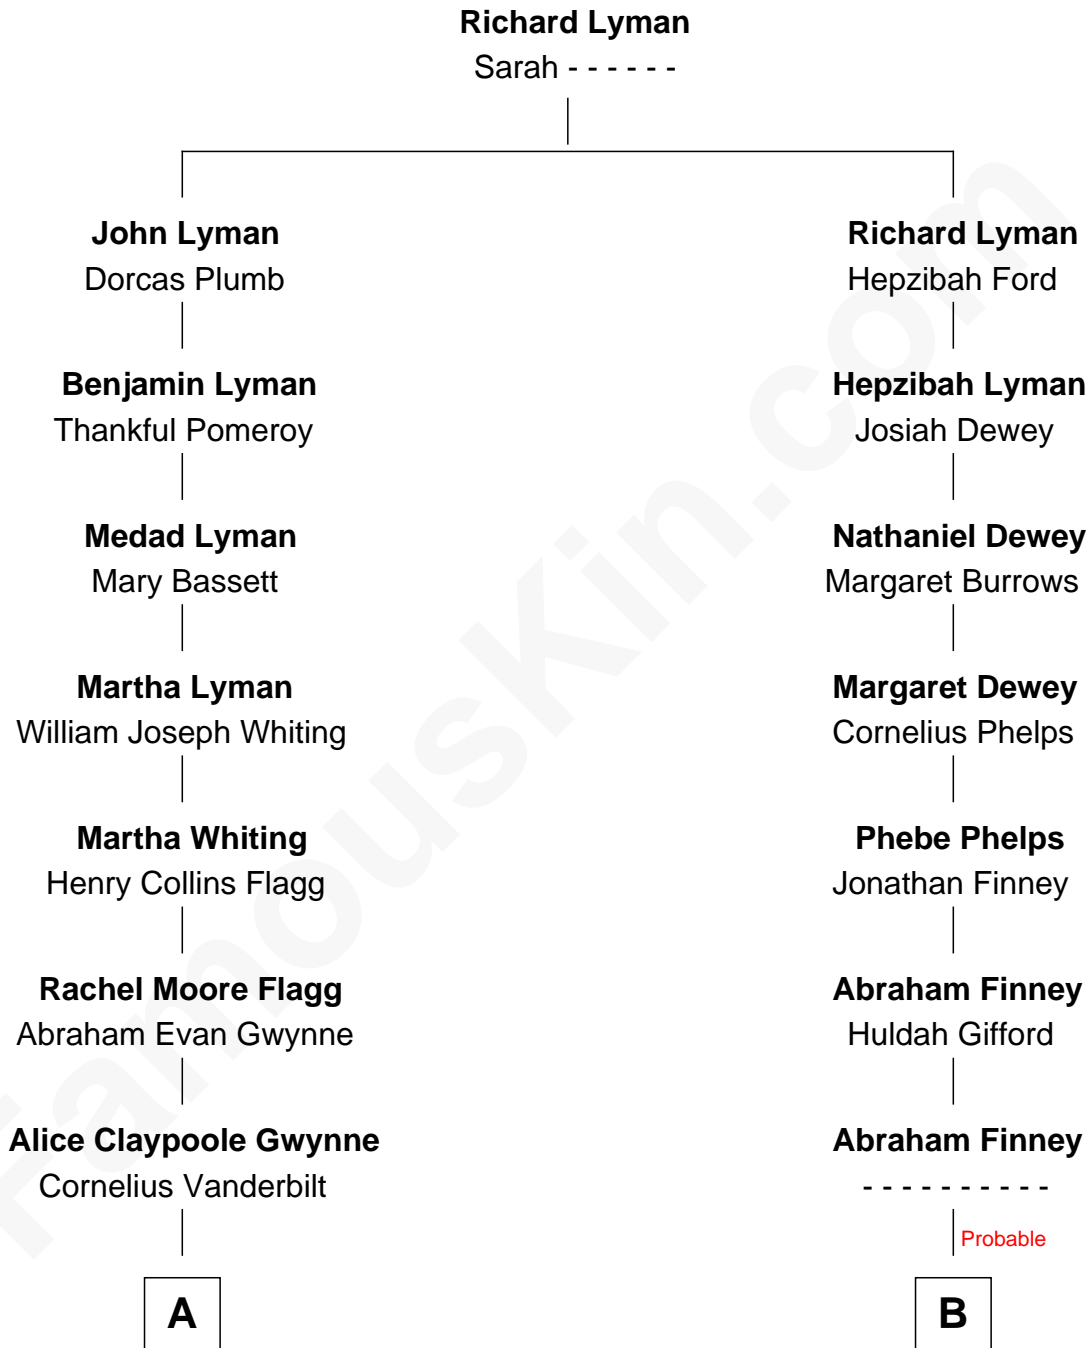 Richard Lyman
Sarah - - - - - -
John Lyman
Dorcas Plumb
Benjamin Lyman
Thankful Pomeroy
Medad Lyman
Mary Bassett
Martha Lyman
William Joseph Whiting
Martha Whiting
Henry Collins Flagg
Rachel Moore Flagg
Abraham Evan Gwynne
Alice Claypoole Gwynne
Cornelius Vanderbilt
A
Richard Lyman
Hepzibah Ford
Hepzibah Lyman
Josiah Dewey
Nathaniel Dewey
Margaret Burrows
Margaret Dewey
Cornelius Phelps
Phebe Phelps
Jonathan Finney
Abraham Finney
Huldah Gifford
Abraham Finney
- - - - - - - - - -
Probable
B
FamousKin.com